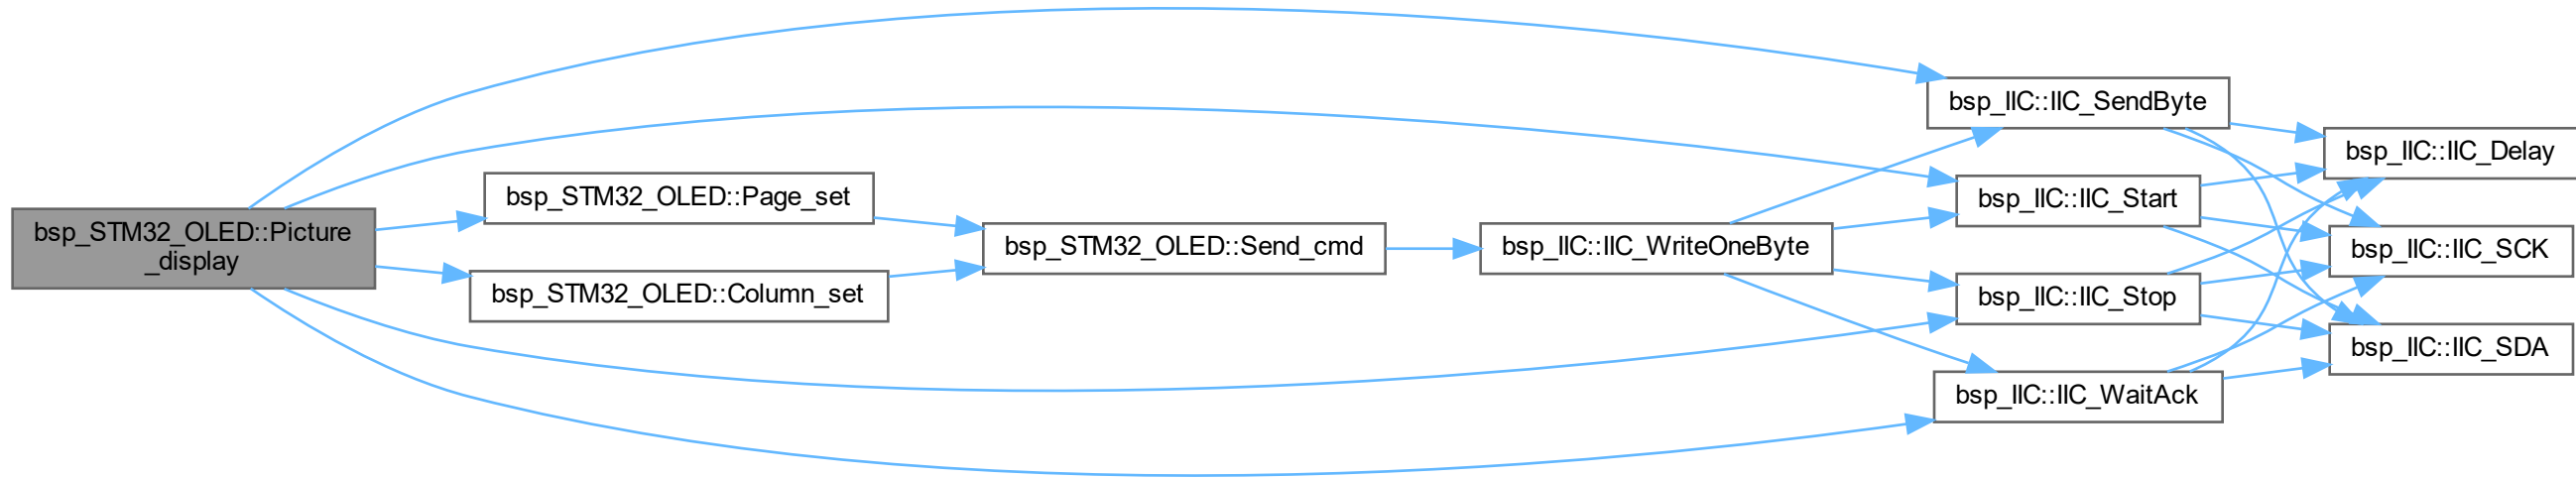 bsp_STM32_OLED::Picture
_display
bsp_STM32_OLED::Page_set
bsp_STM32_OLED::Column_set
bsp_STM32_OLED::Send_cmd
bsp_IIC::IIC_WriteOneByte
bsp_IIC::IIC_SendByte
bsp_IIC::IIC_Start
bsp_IIC::IIC_Stop
bsp_IIC::IIC_WaitAck
bsp_IIC::IIC_Delay
bsp_IIC::IIC_SCK
bsp_IIC::IIC_SDA